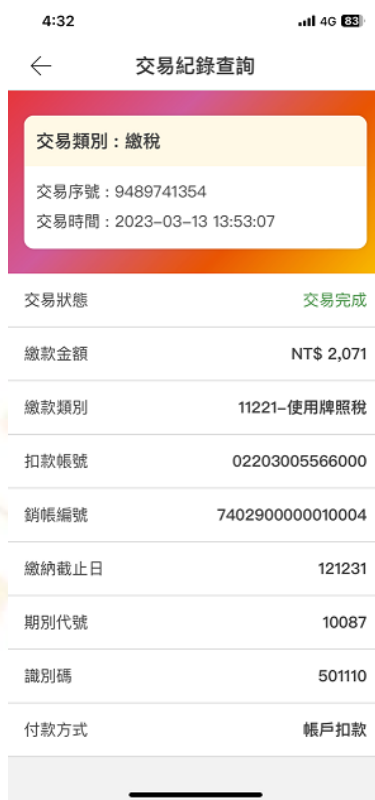 4:32 4G 83
交易紀錄查詢
交易類別：繳稅
交易序號：9489741354
交易時間：2023-03-13 13:53:07
交易狀態 交易完成
繳款金額 NT$ 2,071
繳款類別 11221-使用牌照稅
扣款帳號 02203005566000
銷帳編號 7402900000010004
繳納截止日 121231
期別代號 10087
識別碼 501110
付款方式 帳戶扣款